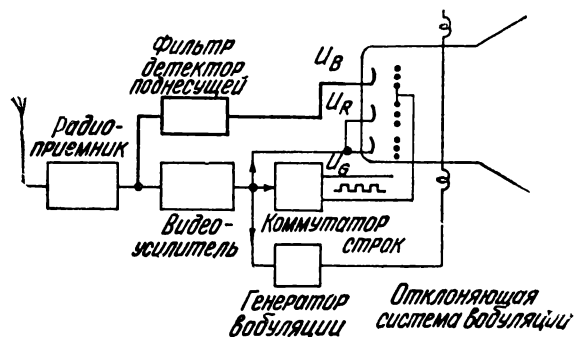 Фильтр
детектор
поднесущей
U_B
U_R
Радио-
приемник
U_G
Видео-
усилитель
Коммутатор
строк
Генератор
вобуляции
Отклоняющая
система вобуляции